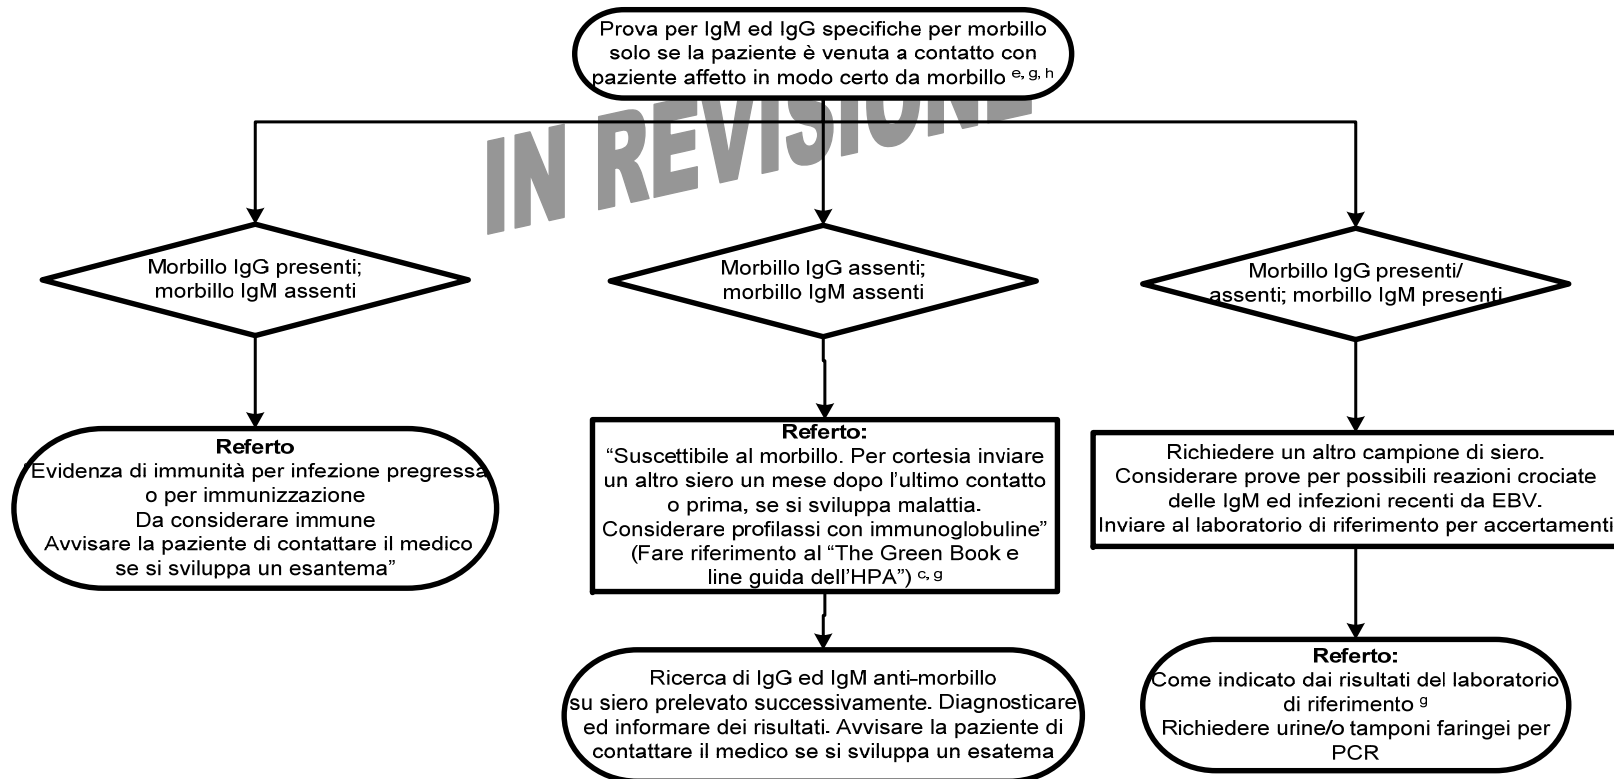 Prova per IgM ed IgG specifiche per morbillo
solo se la paziente è venuta a contatto con
paziente affetto in modo certo da morbillo e, g, h
IN REVISIONE
Morbillo IgG presenti;
morbillo IgM assenti
Morbillo IgG assenti;
morbillo IgM assenti
Morbillo IgG presenti/
assenti; morbillo IgM presenti
Referto
“Evidenza di immunità per infezione pregressa
o per immunizzazione
Da considerare immune
Avvisare la paziente di contattare il medico
se si sviluppa un esantema”
Referto:
“Suscettibile al morbillo. Per cortesia inviare
un altro siero un mese dopo l’ultimo contatto
o prima, se si sviluppa malattia.
Considerare profilassi con immunoglobuline”
(Fare riferimento al “The Green Book e
line guida dell’HPA”) c, g
Richiedere un altro campione di siero.
Considerare prove per possibili reazioni crociate
delle IgM ed infezioni recenti da EBV.
Inviare al laboratorio di riferimento per accertamenti
Ricerca di IgG ed IgM anti-morbillo
su siero prelevato successivamente. Diagnosticare
ed informare dei risultati. Avvisare la paziente di
contattare il medico se si sviluppa un esatema
Referto:
Come indicato dai risultati del laboratorio
di riferimento g
Richiedere urine/o tamponi faringei per
PCR